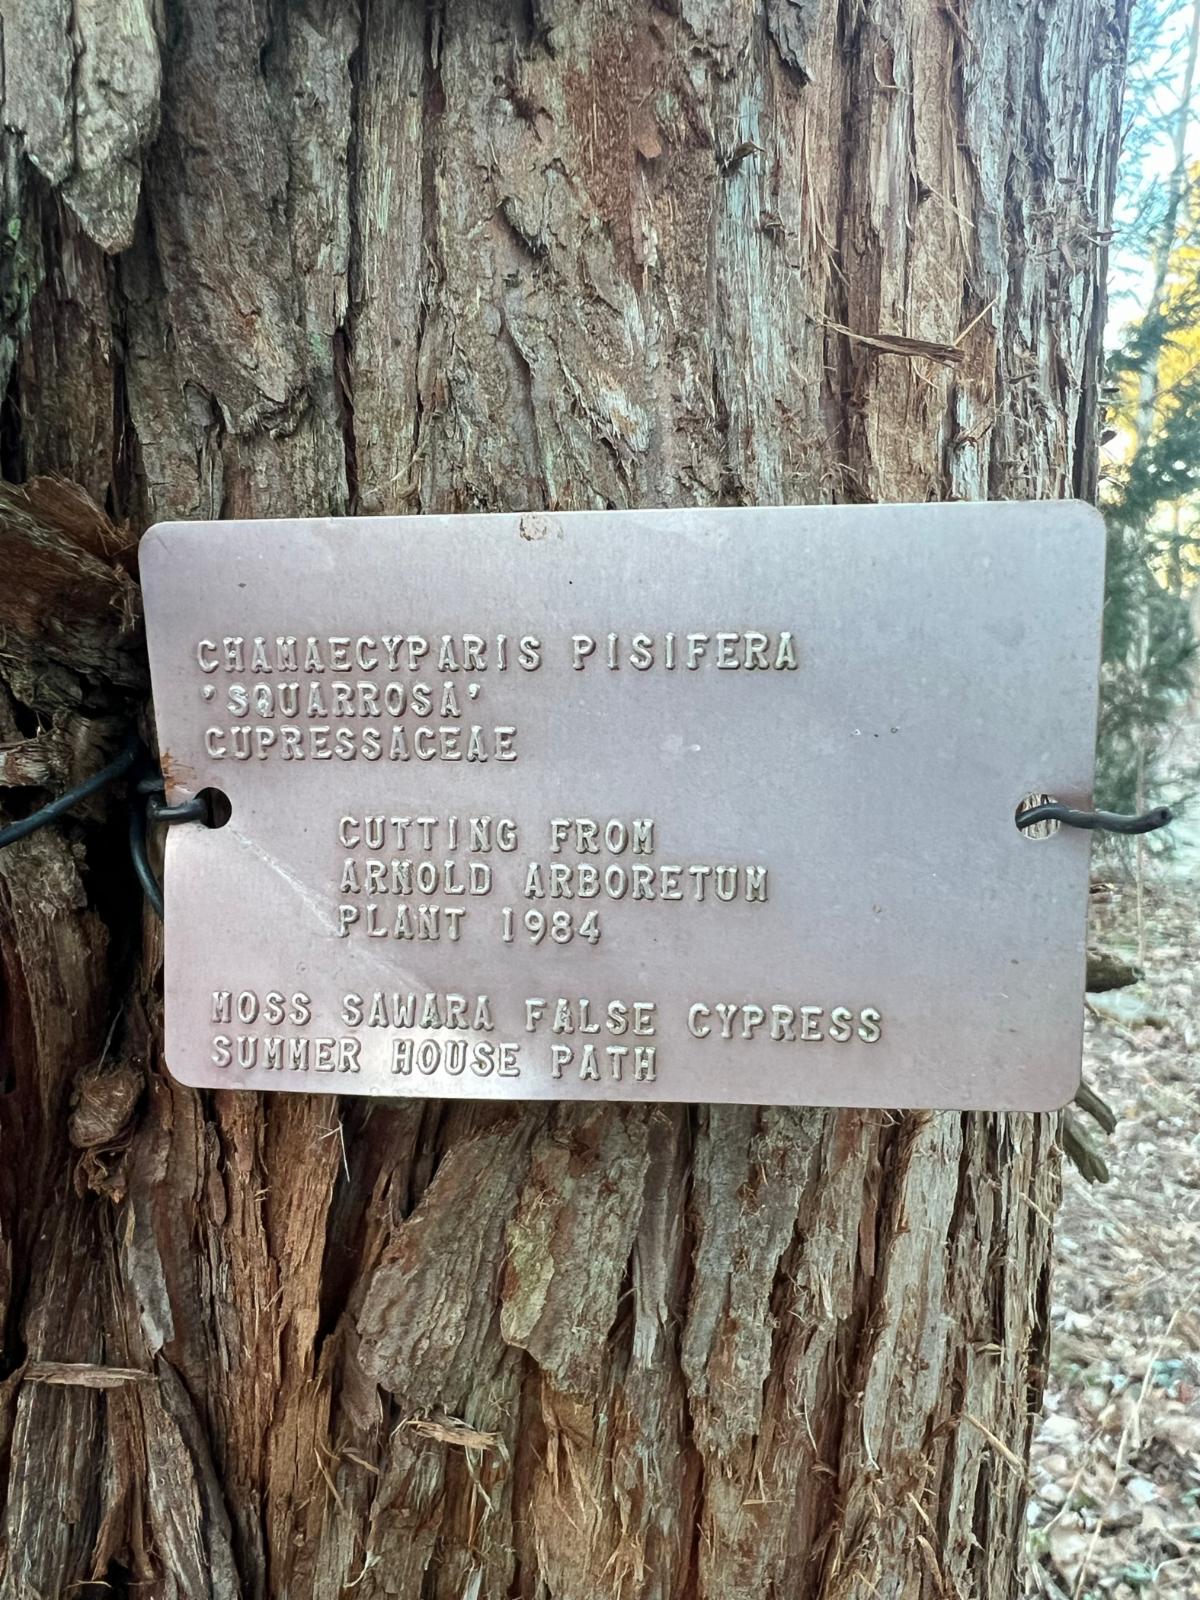 CHAMAECYPARIS PISIFERA
'SQUARROSA'
CUPRESSACEAE
CUTTING FROM
ARNOLD ARBORETUM
PLANT 1984
MOSS SAWARA FALSE CYPRESS
SUMMER HOUSE PATH